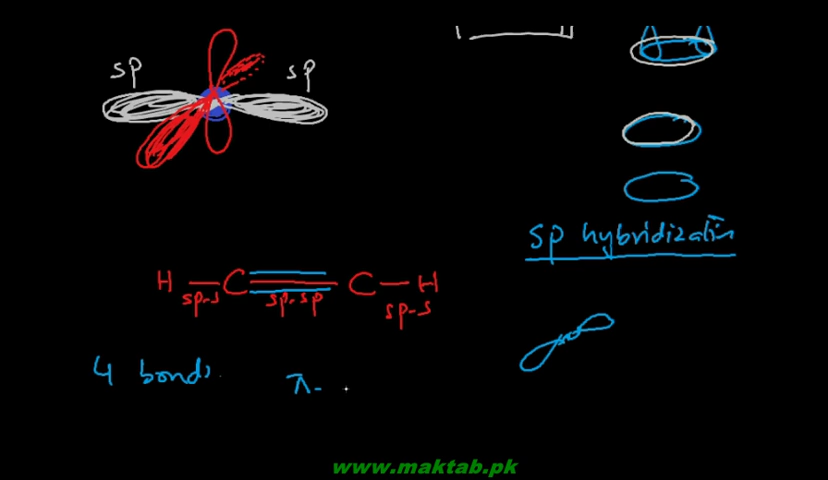 sp sp
sp hybridization
H - C ≡ C - H
sp-s sp-sp sp-s
4 bonds
π-
www.maktab.pk